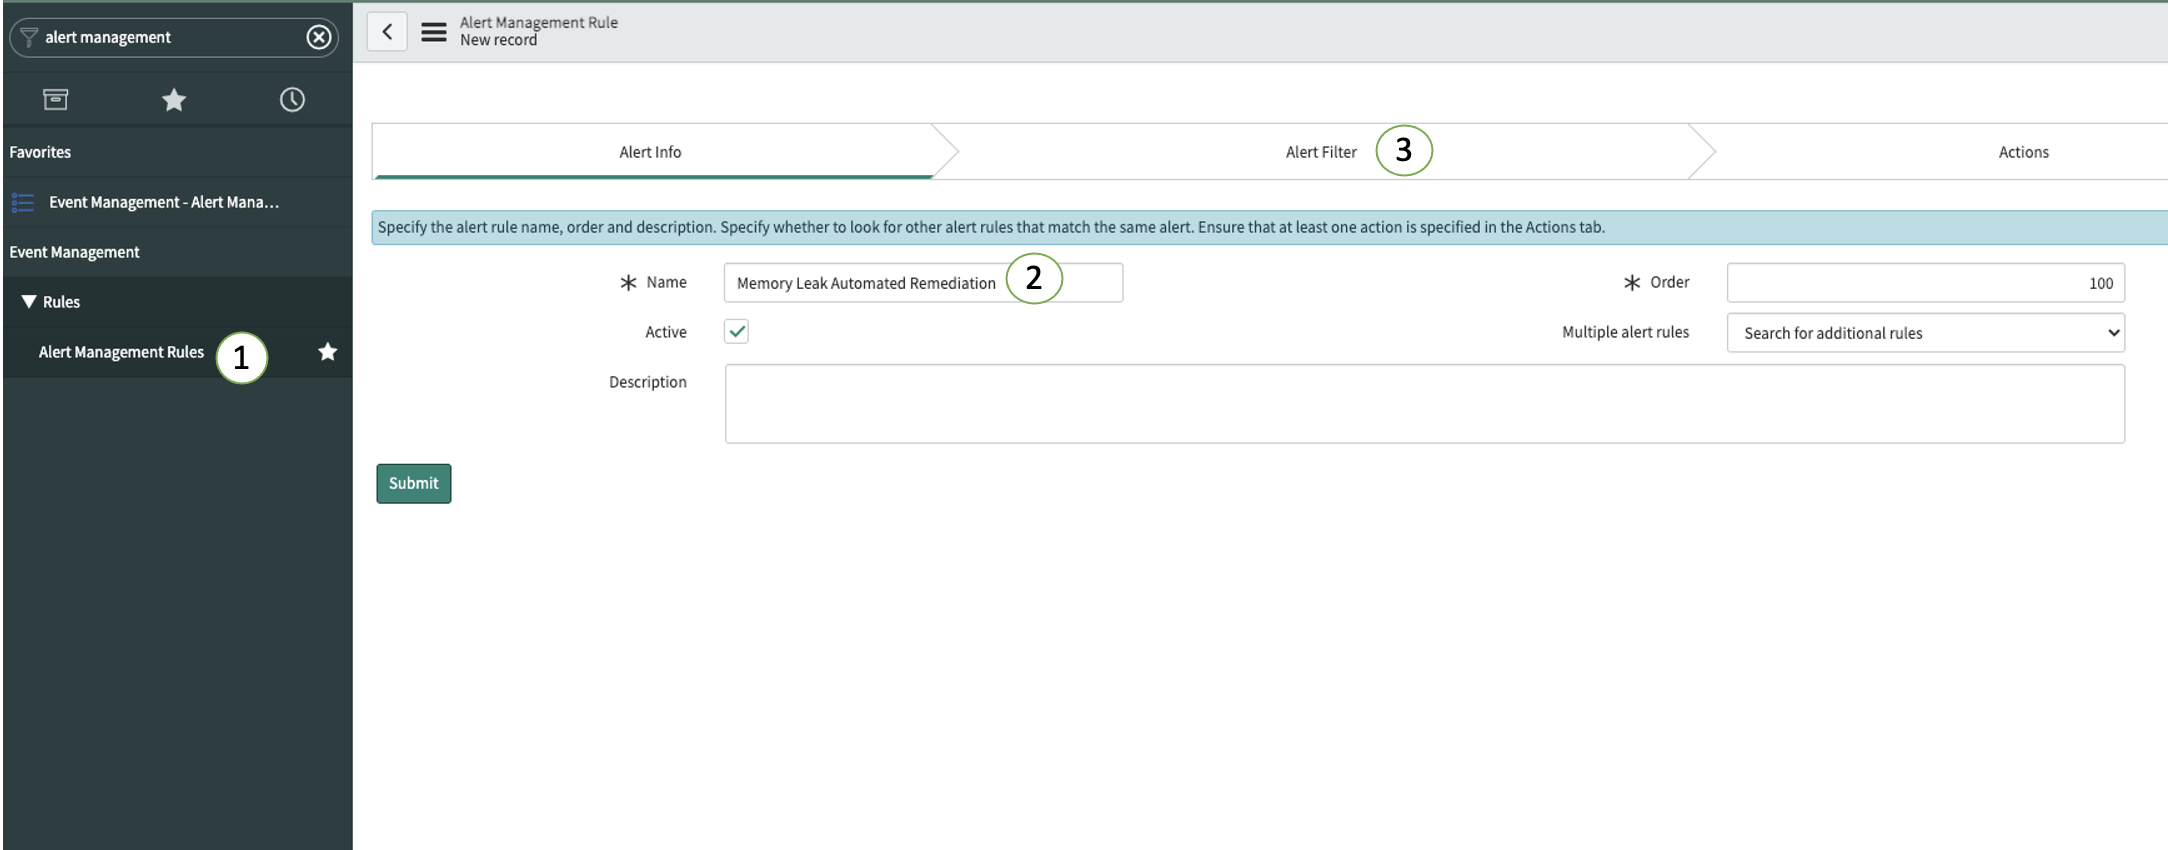 alert management
Favorites
Event Management - Alert Mana...
Event Management
Rules
Alert Management Rules 1
Alert Management Rule
New record
Alert Info
Alert Filter 3
Actions
Specify the alert rule name, order and description. Specify whether to look for other alert rules that match the same alert. Ensure that at least one action is specified in the Actions tab.
* Name Memory Leak Automated Remediation 2
* Order 100
Active
Multiple alert rules Search for additional rules
Description
Submit